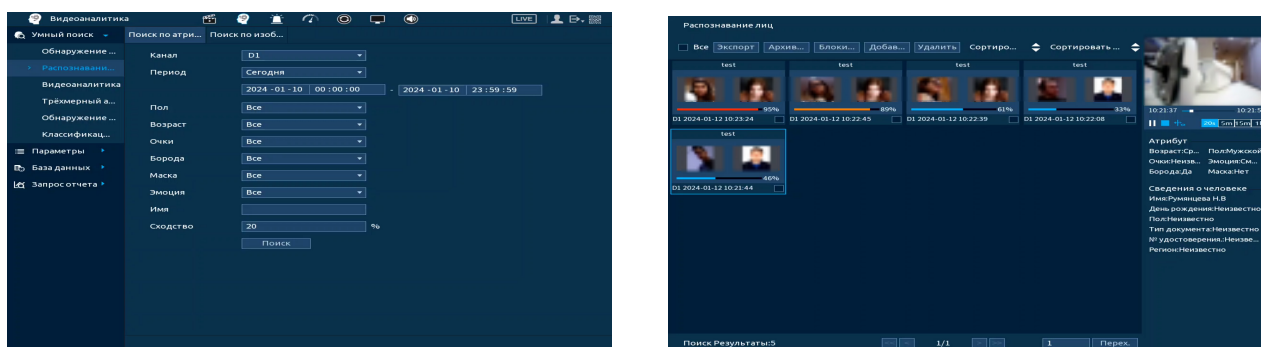 Видеоаналитика
LIVE
Умный поиск
Поиск по атри... Поиск по изоб...
Обнаружение ...
Распознавани...
Видеоаналитика
Трёхмерный а...
Обнаружение ...
Классификац...
Параметры
База данных
Запрос отчета
Канал D1
Период Сегодня
2024 -01 -10 00 : 00 : 00 - 2024 -01 -10 23 : 59 : 59
Пол Все
Возраст Все
Очки Все
Борода Все
Маска Все
Эмоция Все
Имя
Сходство 20 %
Поиск
Распознавание лиц
Все Экспорт Архив... Блоки... Добав... Удалить Сортиро... Сортировать ...
test test test test
95% 89% 61% 33%
D1 2024-01-12 10:23:24 D1 2024-01-12 10:22:45 D1 2024-01-12 10:22:39 D1 2024-01-12 10:22:08
test
46%
D1 2024-01-12 10:21:44
10:21:37 10:21:5
20s 5m 15m
Атрибут
Возраст:Ср... Пол:Мужской
Очки:Неизв... Эмоция:См...
Борода:Да Маска:Нет
Сведения о человеке
Имя:Румянцева Н.В
День рождения:Неизвестно
Пол:Неизвестно
Тип документа:Неизвестно
№ удостоверения.:Неизве...
Регион:Неизвестно
Поиск Результаты:5 1/1 1 Перех.